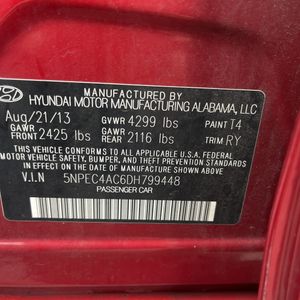 MANUFACTURED BY
HYUNDAI MOTOR MANUFACTURING ALABAMA, LLC
Aug/21/13 GVWR 4299 lbs PAINT T4
GAWR FRONT 2425 lbs GAWR REAR 2116 lbs TRIM RY
THIS VEHICLE CONFORMS TO ALL APPLICABLE U.S.A FEDERAL
MOTOR VEHICLE SAFETY, BUMPER, AND THEFT PREVENTION
STANDARDS IN EFFECT ON THE DATE OF MANUFACTURE SHOWN ABOVE.
V.I.N 5NPEC4AC6DH799448
PASSENGER CAR